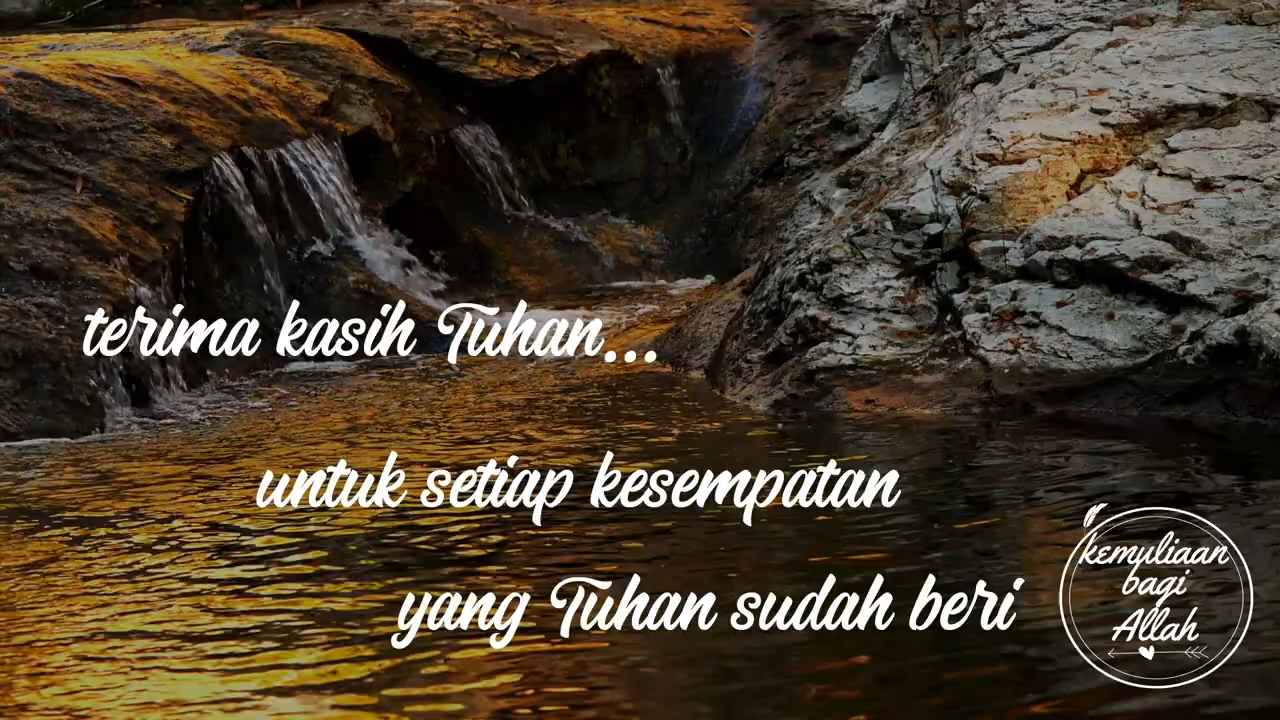 terima kasih Tuhan...
untuk setiap kesempatan
yang Tuhan sudah beri
kemuliaan
bagi
Allah